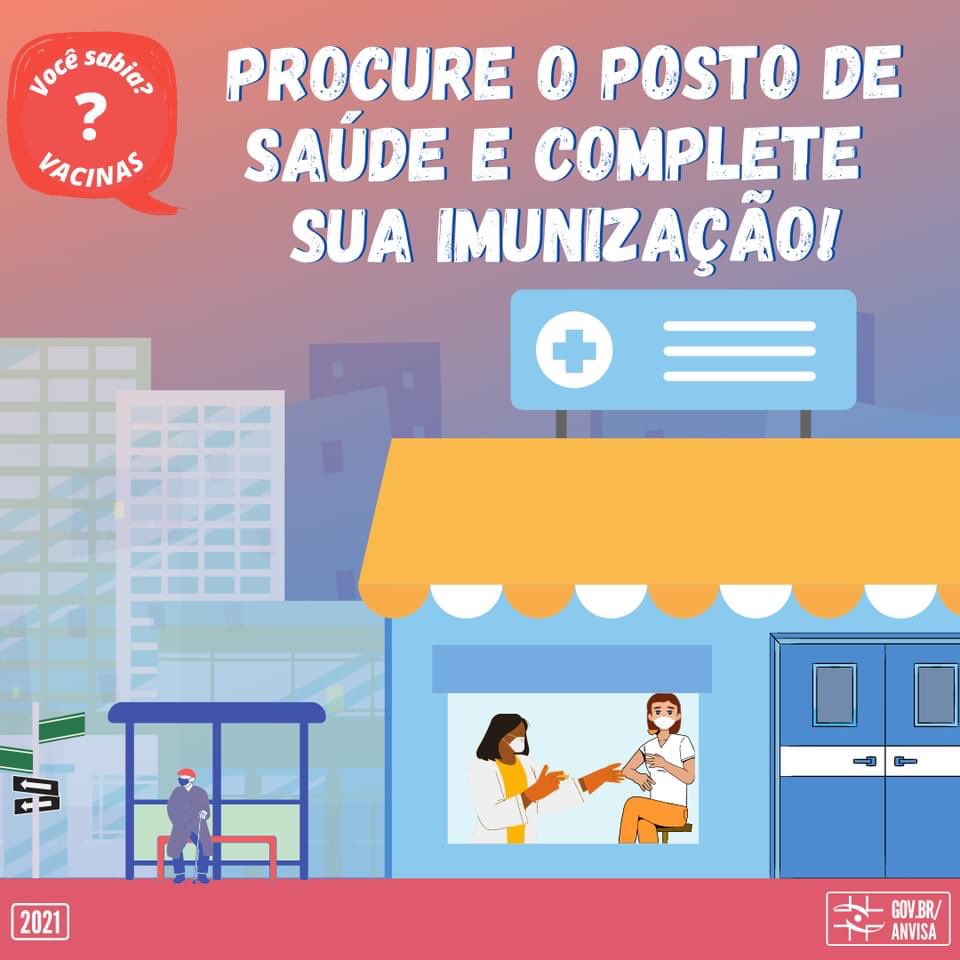 Você sabia?
?
VACINAS
PROCURE O POSTO DE
SAÚDE E COMPLETE
SUA IMUNIZAÇÃO!
2021
GOV.BR/
ANVISA